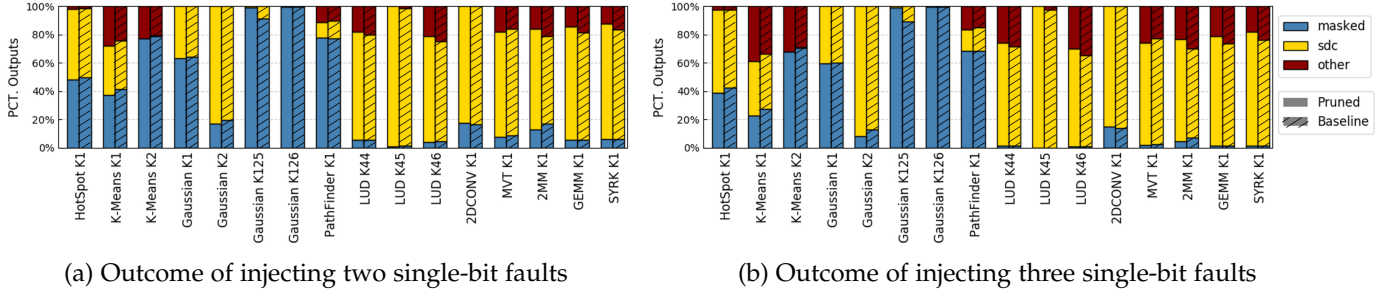 100%
80%
60%
40%
20%
0%
PCT. Outputs
HotSpot K1
K-Means K1
K-Means K2
Gaussian K1
Gaussian K2
Gaussian K125
Gaussian K126
PathFinder K1
LUD K44
LUD K45
LUD K46
2DCONV K1
MVT K1
2MM K1
GEMM K1
SYRK K1
(a) Outcome of injecting two single-bit faults
100%
80%
60%
40%
20%
0%
PCT. Outputs
HotSpot K1
K-Means K1
K-Means K2
Gaussian K1
Gaussian K2
Gaussian K125
Gaussian K126
PathFinder K1
LUD K44
LUD K45
LUD K46
2DCONV K1
MVT K1
2MM K1
GEMM K1
SYRK K1
(b) Outcome of injecting three single-bit faults
masked
sdc
other
Pruned
Baseline